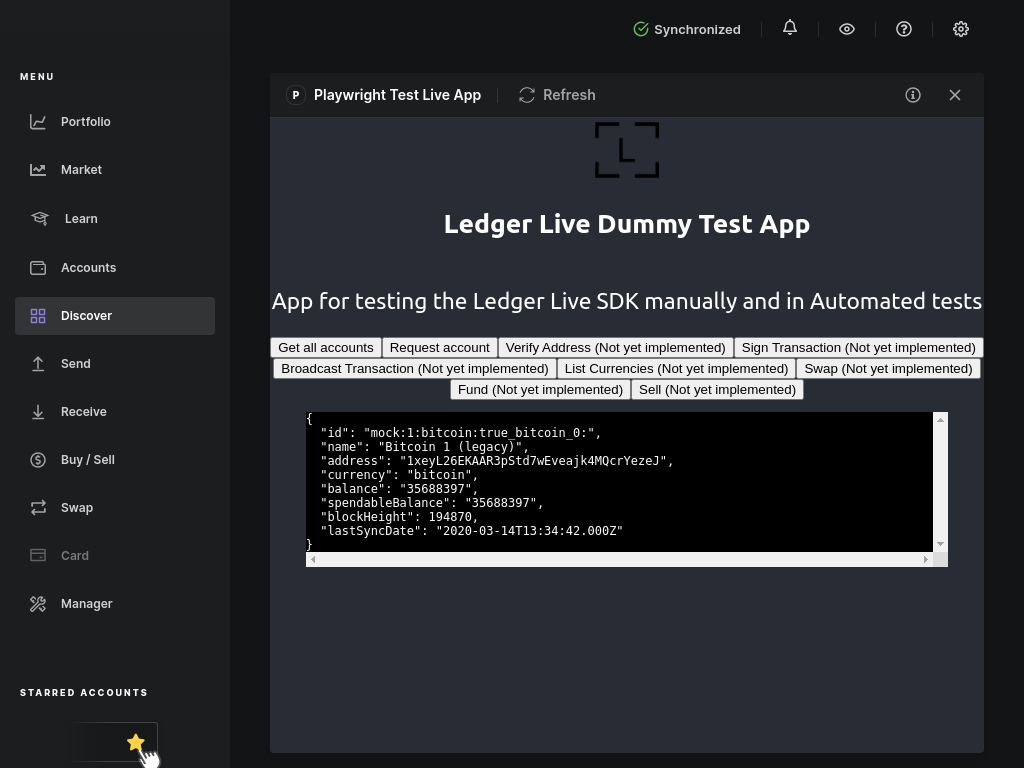 Synchronized
MENU
Portfolio
Market
Learn
Accounts
Discover
Send
Receive
Buy / Sell
Swap
Card
Manager
STARRED ACCOUNTS
P Playwright Test Live App Refresh
L
Ledger Live Dummy Test App
App for testing the Ledger Live SDK manually and in Automated tests
Get all accounts Request account Verify Address (Not yet implemented) Sign Transaction (Not yet implemented)
Broadcast Transaction (Not yet implemented) List Currencies (Not yet implemented) Swap (Not yet implemented)
Fund (Not yet implemented) Sell (Not yet implemented)
{
"id": "mock:1:bitcoin:true_bitcoin_0:",
"name": "Bitcoin 1 (legacy)",
"address": "1xeyL26EKAAR3pStd7wEveajk4MQcrYezeJ",
"currency": "bitcoin",
"balance": "35688397",
"spendableBalance": "35688397",
"blockHeight": 194870,
"lastSyncDate": "2020-03-14T13:34:42.000Z"
}